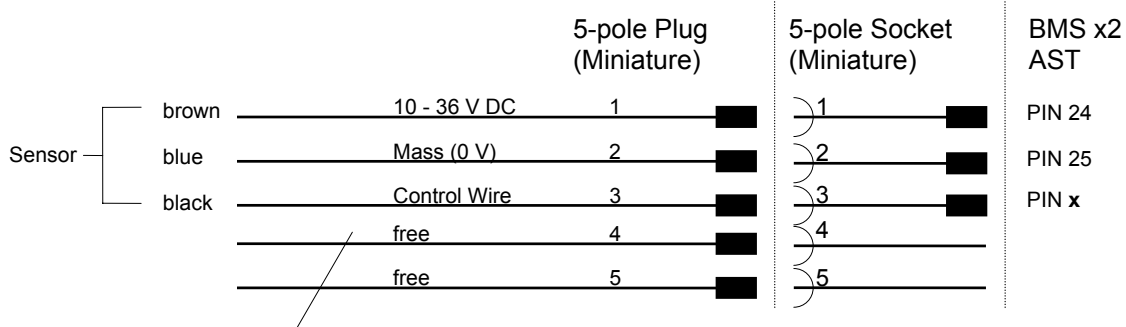 5-pole Plug 5-pole Socket BMS x2
(Miniature) (Miniature) AST
brown 10 - 36 V DC 1 1 PIN 24
Sensor blue Mass (0 V) 2 2 PIN 25
black Control Wire 3 3 PIN x
free 4 4
free 5 5